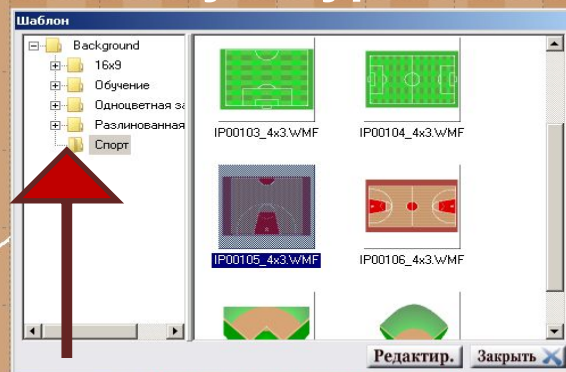 Шаблон
Background
16x9
Обучение
Одноцветная за
Разлинованная
Спорт
IP00103_4x3.WMF
IP00104_4x3.WMF
IP00105_4x3.WMF
IP00106_4x3.WMF
Редактир.
Закрыть